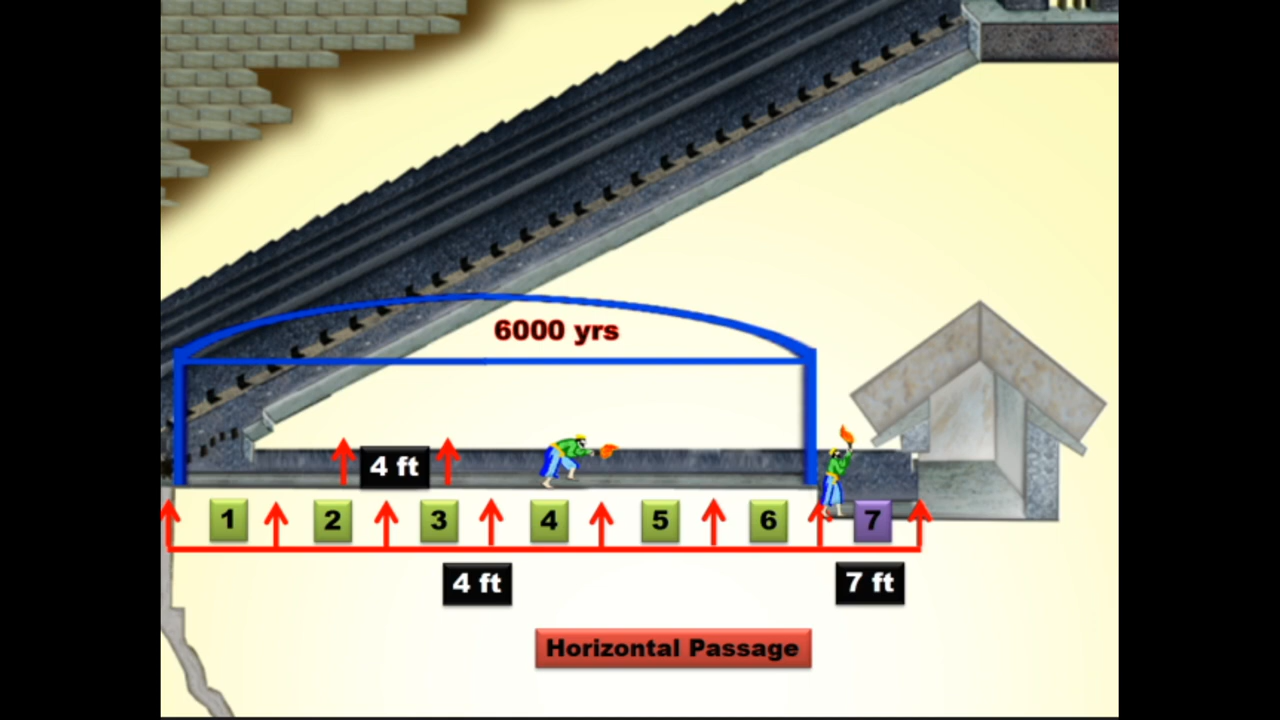 6000 yrs
4 ft
1 2 3 4 5 6 7
4 ft 7 ft
Horizontal Passage